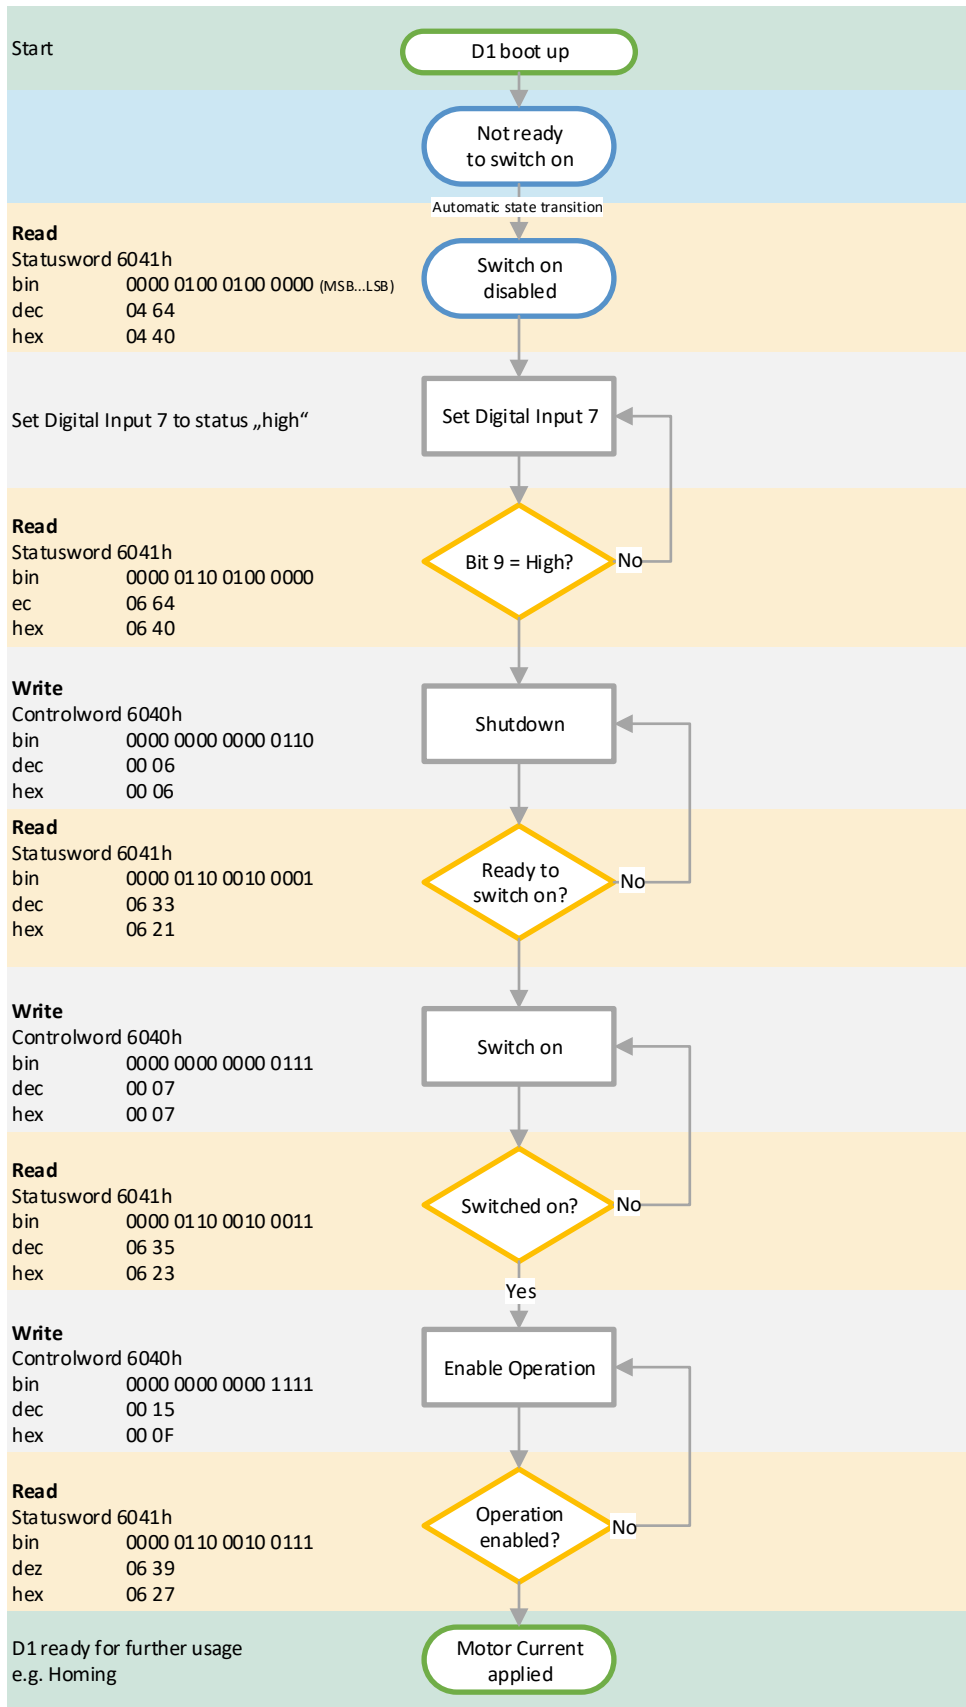 Start
D1 boot up
Not ready
to switch on
Automatic state transition
Read
Statusword 6041h
bin 0000 0100 0100 0000 (MSB...LSB)
dec 04 64
hex 04 40
Switch on
disabled
Set Digital Input 7 to status „high“
Set Digital Input 7
Read
Statusword 6041h
bin 0000 0110 0100 0000
ec 06 64
hex 06 40
Bit 9 = High?
No
Write
Controlword 6040h
bin 0000 0000 0000 0110
dec 00 06
hex 00 06
Shutdown
Read
Statusword 6041h
bin 0000 0110 0010 0001
dec 06 33
hex 06 21
Ready to
switch on?
No
Write
Controlword 6040h
bin 0000 0000 0000 0111
dec 00 07
hex 00 07
Switch on
Read
Statusword 6041h
bin 0000 0110 0010 0011
dec 06 35
hex 06 23
Switched on?
No
Yes
Write
Controlword 6040h
bin 0000 0000 0000 1111
dec 00 15
hex 00 0F
Enable Operation
Read
Statusword 6041h
bin 0000 0110 0010 0111
dez 06 39
hex 06 27
Operation
enabled?
No
D1 ready for further usage
e.g. Homing
Motor Current
applied